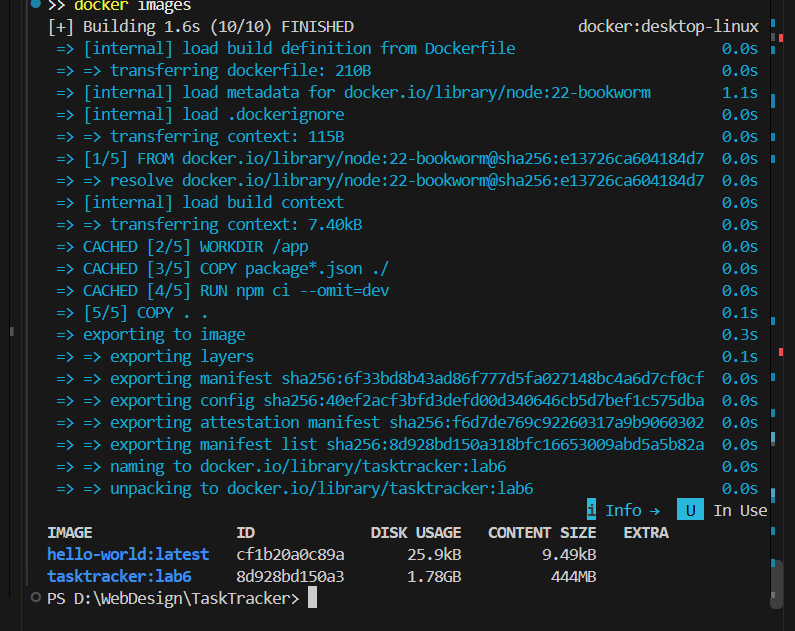 >> docker images
[+] Building 1.6s (10/10) FINISHED docker:desktop-linux
=> [internal] load build definition from Dockerfile 0.0s
=> => transferring dockerfile: 210B 0.0s
=> [internal] load metadata for docker.io/library/node:22-bookworm 1.1s
=> [internal] load .dockerignore 0.0s
=> => transferring context: 115B 0.0s
=> [1/5] FROM docker.io/library/node:22-bookworm@sha256:e13726ca604184d7 0.0s
=> => resolve docker.io/library/node:22-bookworm@sha256:e13726ca604184d7 0.0s
=> [internal] load build context 0.0s
=> => transferring context: 7.40kB 0.0s
=> CACHED [2/5] WORKDIR /app 0.0s
=> CACHED [3/5] COPY package*.json ./ 0.0s
=> CACHED [4/5] RUN npm ci --omit=dev 0.0s
=> [5/5] COPY . . 0.1s
=> exporting to image 0.3s
=> => exporting layers 0.1s
=> => exporting manifest sha256:6f33bd8b43ad86f777d5fa027148bc4a6d7cf0cf 0.0s
=> => exporting config sha256:40ef2acf3bfd3defd00d340646cb5d7bef1c575dba 0.0s
=> => exporting attestation manifest sha256:f6d7de769c92260317a9b9060302 0.0s
=> => exporting manifest list sha256:8d928bd150a318bfc16653009abd5a5b82a 0.0s
=> => naming to docker.io/library/tasktracker:lab6 0.0s
=> => unpacking to docker.io/library/tasktracker:lab6 0.0s
i Info → U In Use
IMAGE ID DISK USAGE CONTENT SIZE EXTRA
hello-world:latest cf1b20a0c89a 25.9kB 9.49kB
tasktracker:lab6 8d928bd150a3 1.78GB 444MB
PS D:\WebDesign\TaskTracker>